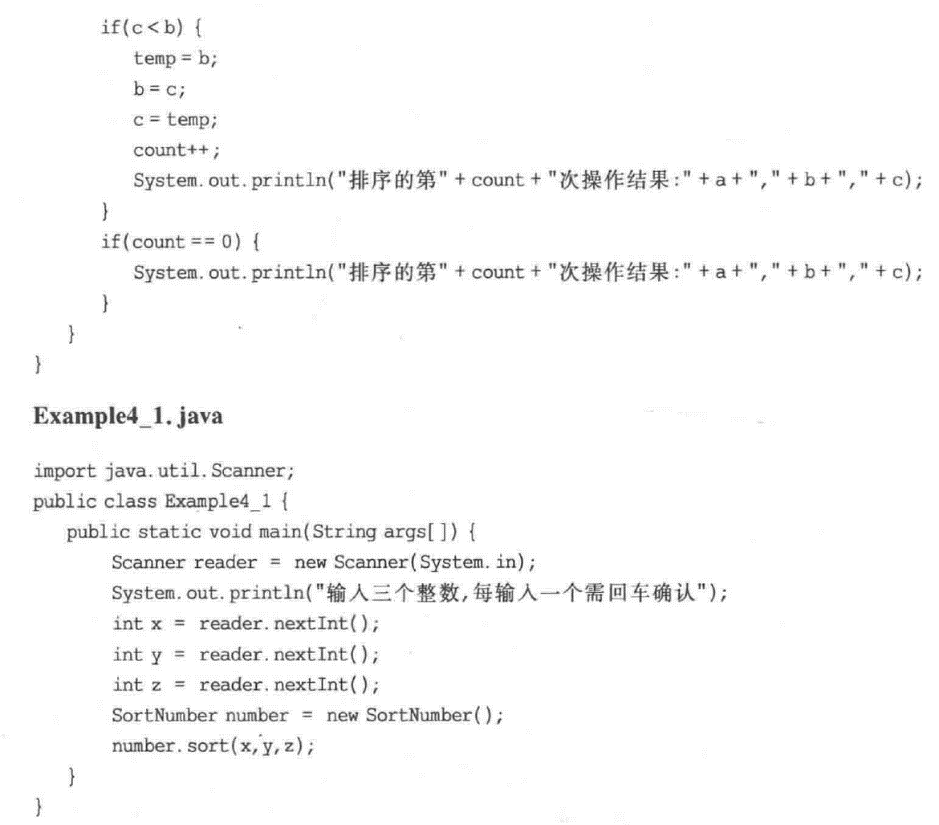 if(c<b) {
temp = b;
b = c;
c = temp;
count++;
System.out.println("排序的第" + count + "次操作结果:" + a + "," + b + "," + c);
}
if(count == 0) {
System.out.println("排序的第" + count + "次操作结果:" + a + "," + b + "," + c);
}
}
}
Example4_1.java
import java.util.Scanner;
public class Example4_1 {
public static void main(String args[]) {
Scanner reader = new Scanner(System.in);
System.out.println("输入三个整数,每输入一个需回车确认");
int x = reader.nextInt();
int y = reader.nextInt();
int z = reader.nextInt();
SortNumber number = new SortNumber();
number.sort(x,y,z);
}
}